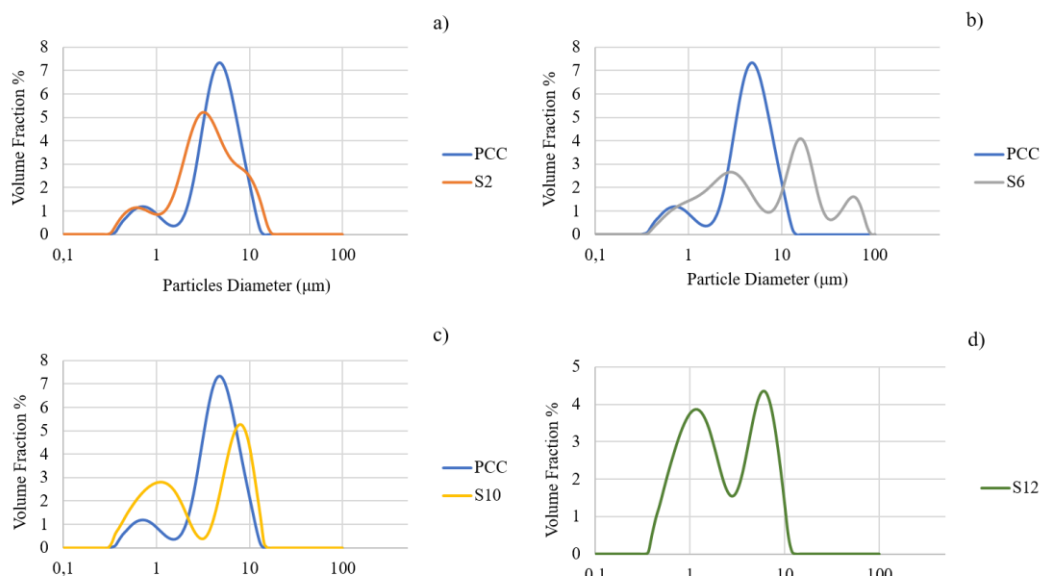 a)
8
7
6
5
4
3
2
1
0
Volume Fraction %
0,1 1 10 100
Particles Diameter (μm)
PCC
S2
b)
8
7
6
5
4
3
2
1
0
Volume Fraction %
0,1 1 10 100
Particle Diameter (μm)
PCC
S6
c)
8
7
6
5
4
3
2
1
0
Volume Fraction %
0,1 1 10 100
PCC
S10
d)
5
4
3
2
1
0
Volume Fraction %
0,1 1 10 100
S12